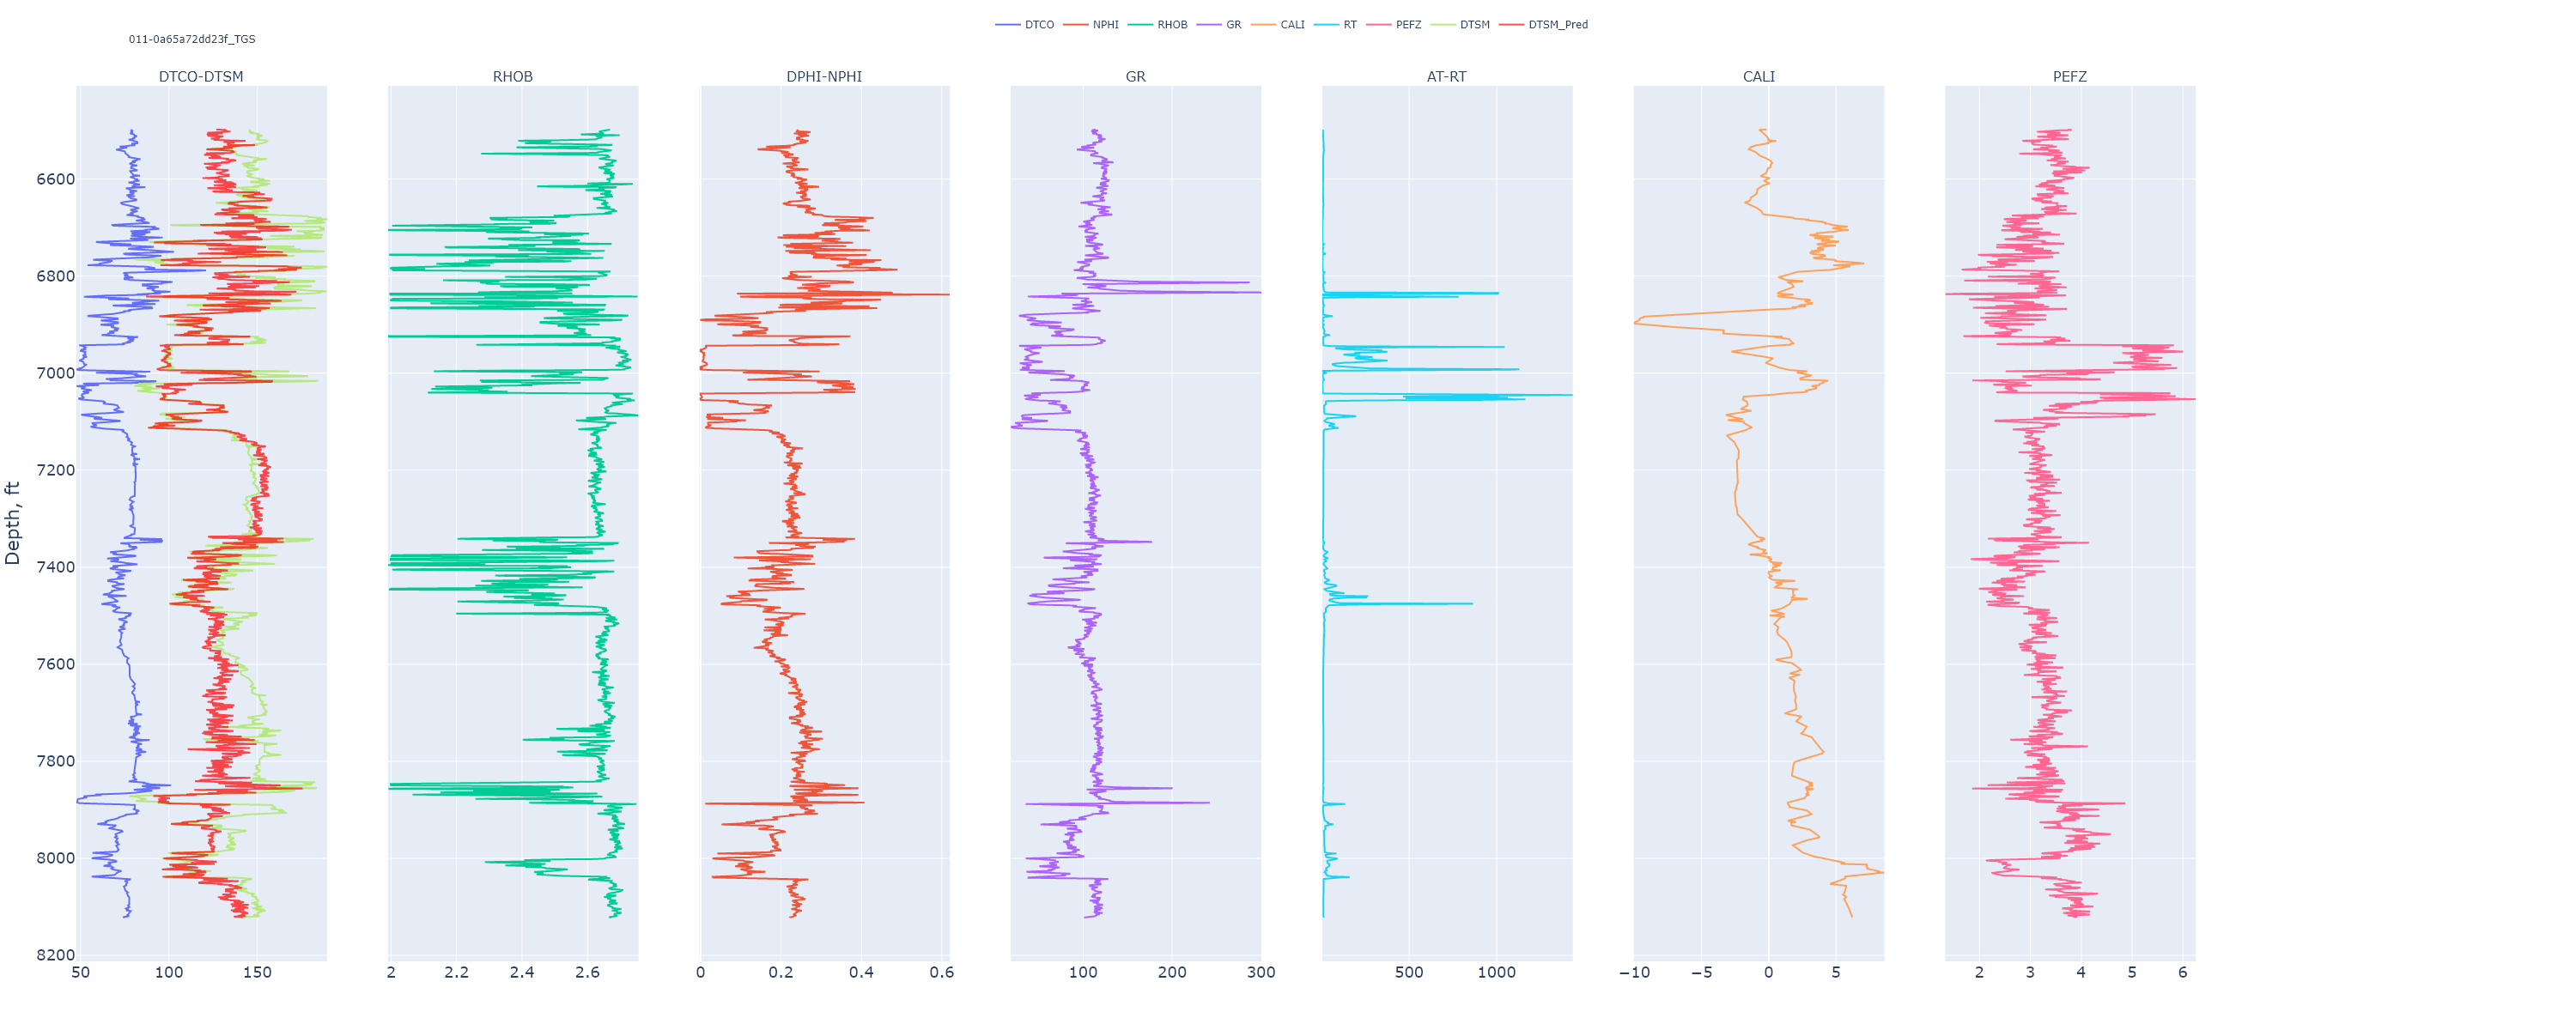 DTCO NPHI RHOB GR CALI RT PEFZ DTSM DTSM_Pred
011-0a65a72dd23f_TGS
DTCO-DTSM RHOB DPHI-NPHI GR AT-RT CALI PEFZ
Depth, ft
6600
6800
7000
7200
7400
7600
7800
8000
8200
50 100 150 2 2.2 2.4 2.6 0 0.2 0.4 0.6 100 200 300 500 1000 −10 −5 0 5 2 3 4 5 6